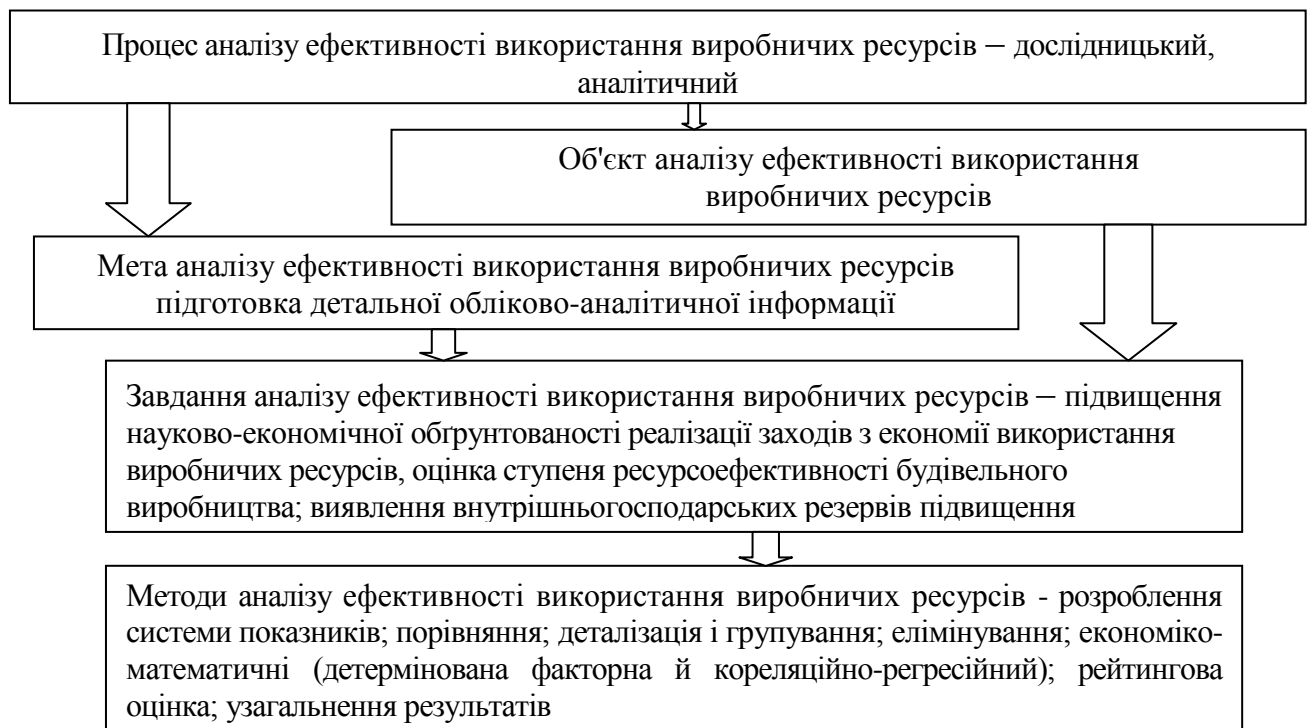 Процес аналізу ефективності використання виробничих ресурсів – дослідницький,
аналітичний
Об'єкт аналізу ефективності використання
виробничих ресурсів
Мета аналізу ефективності використання виробничих ресурсів
підготовка детальної обліково-аналітичної інформації
Завдання аналізу ефективності використання виробничих ресурсів – підвищення
науково-економічної обґрунтованості реалізації заходів з економії використання
виробничих ресурсів, оцінка ступеня ресурсоефективності будівельного
виробництва; виявлення внутрішньогосподарських резервів підвищення
Методи аналізу ефективності використання виробничих ресурсів - розроблення
системи показників; порівняння; деталізація і групування; елімінування; економіко-
математичні (детермінована факторна й кореляційно-регресійний); рейтингова
оцінка; узагальнення результатів